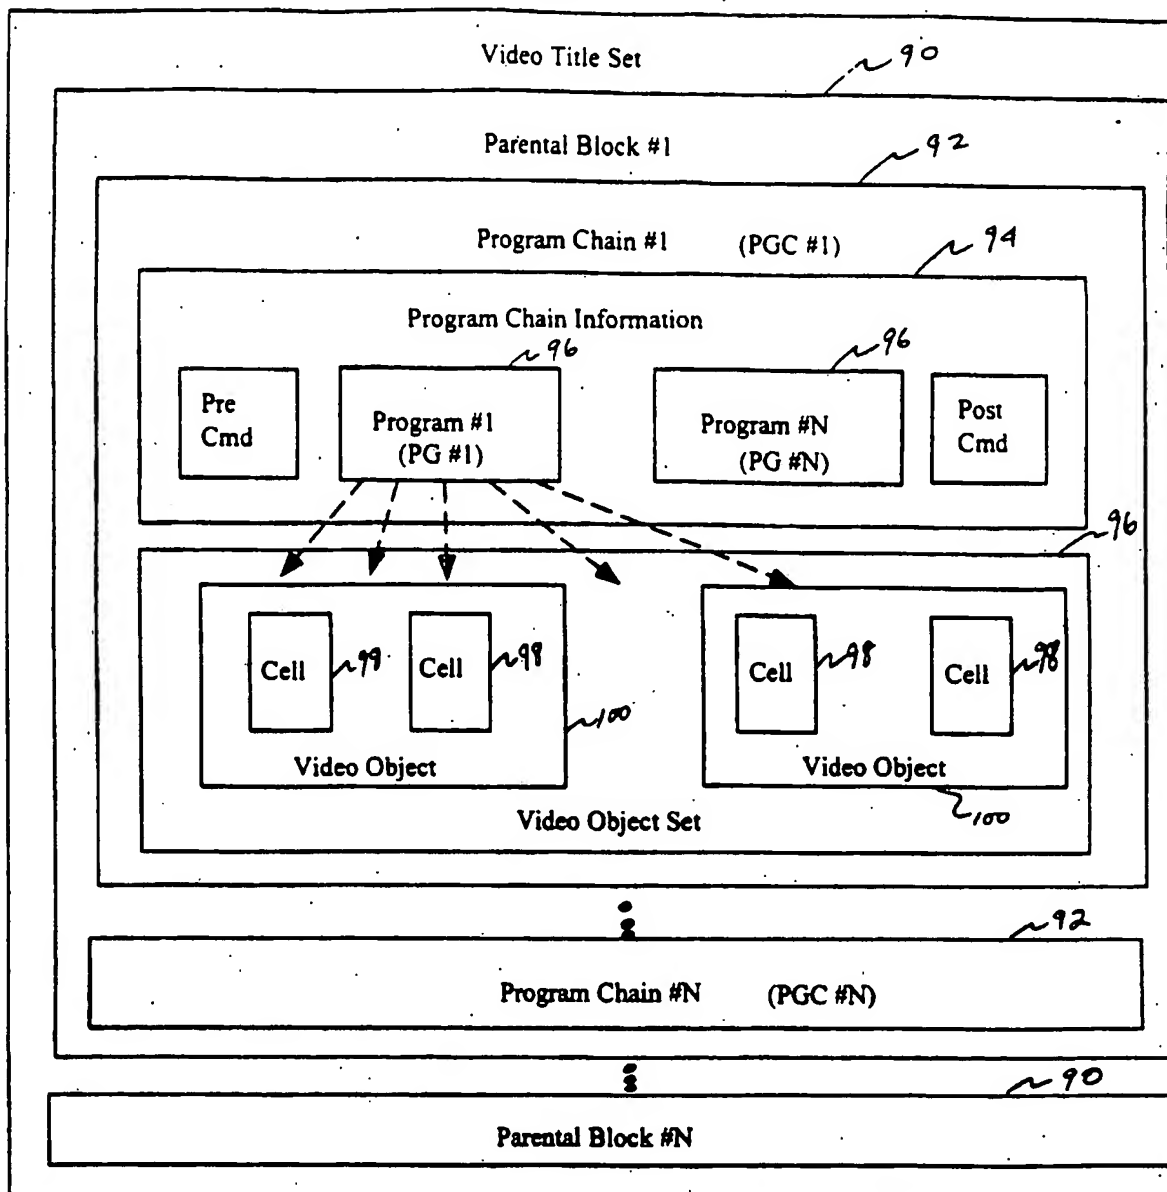 Video Title Set
90
Parental Block #1
92
Program Chain #1 (PGC #1)
94
Program Chain Information
96
96
Pre
Cmd
Program #1
(PG #1)
Program #N
(PG #N)
Post
Cmd
96
Cell
98
Cell
98
Cell
98
Cell
98
100
Video Object
Video Object
100
Video Object Set
92
Program Chain #N (PGC #N)
90
Parental Block #N